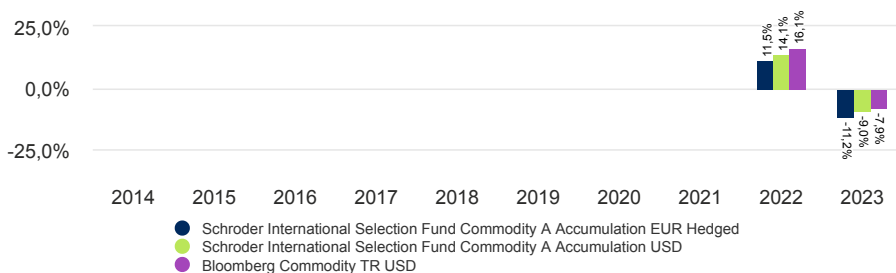 25,0%
11,5%
14,1%
16,1%
0,0%
-11,2%
-9,0%
-7,9%
-25,0%
2014 2015 2016 2017 2018 2019 2020 2021 2022 2023
Schroder International Selection Fund Commodity A Accumulation EUR Hedged
Schroder International Selection Fund Commodity A Accumulation USD
Bloomberg Commodity TR USD